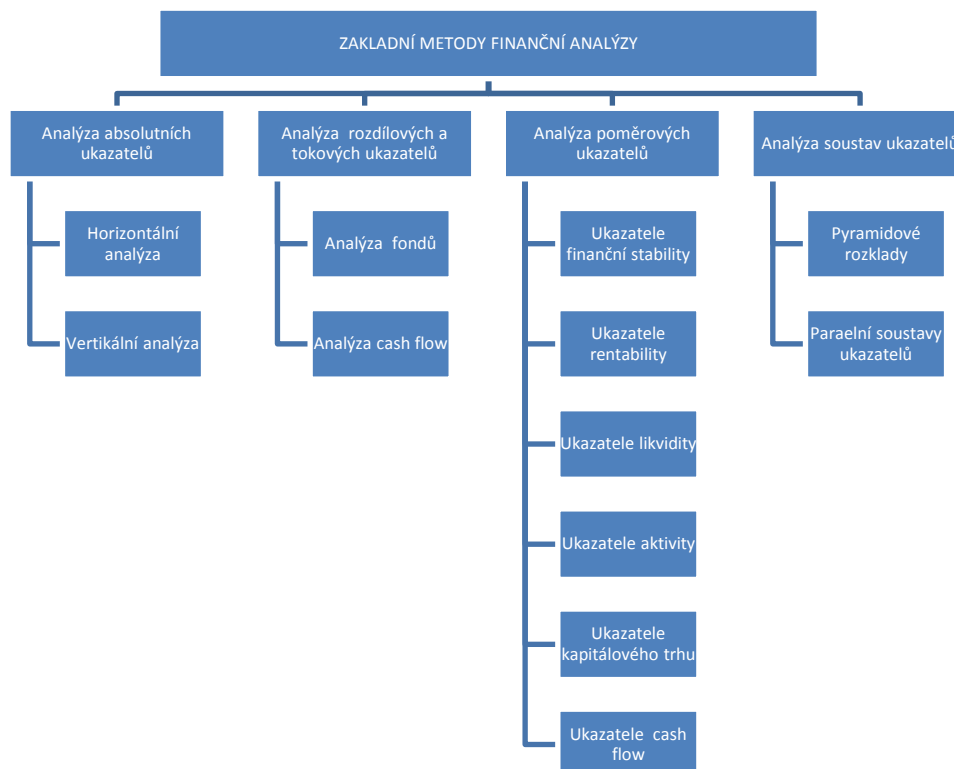 ZAKLADNÍ METODY FINANČNÍ ANALÝZY
Analýza absolutních
ukazatelů
Horizontální
analýza
Vertikální analýza
Analýza rozdílových a
tokových ukazatelů
Analýza fondů
Analýza cash flow
Analýza poměrových
ukazatelů
Ukazatele
finanční stability
Ukazatele
rentability
Ukazatele likvidity
Ukazatele aktivity
Ukazatele
kapitálového trhu
Ukazatele cash
flow
Analýza soustav ukazatelů
Pyramidové
rozklady
Paraelní soustavy
ukazatelů